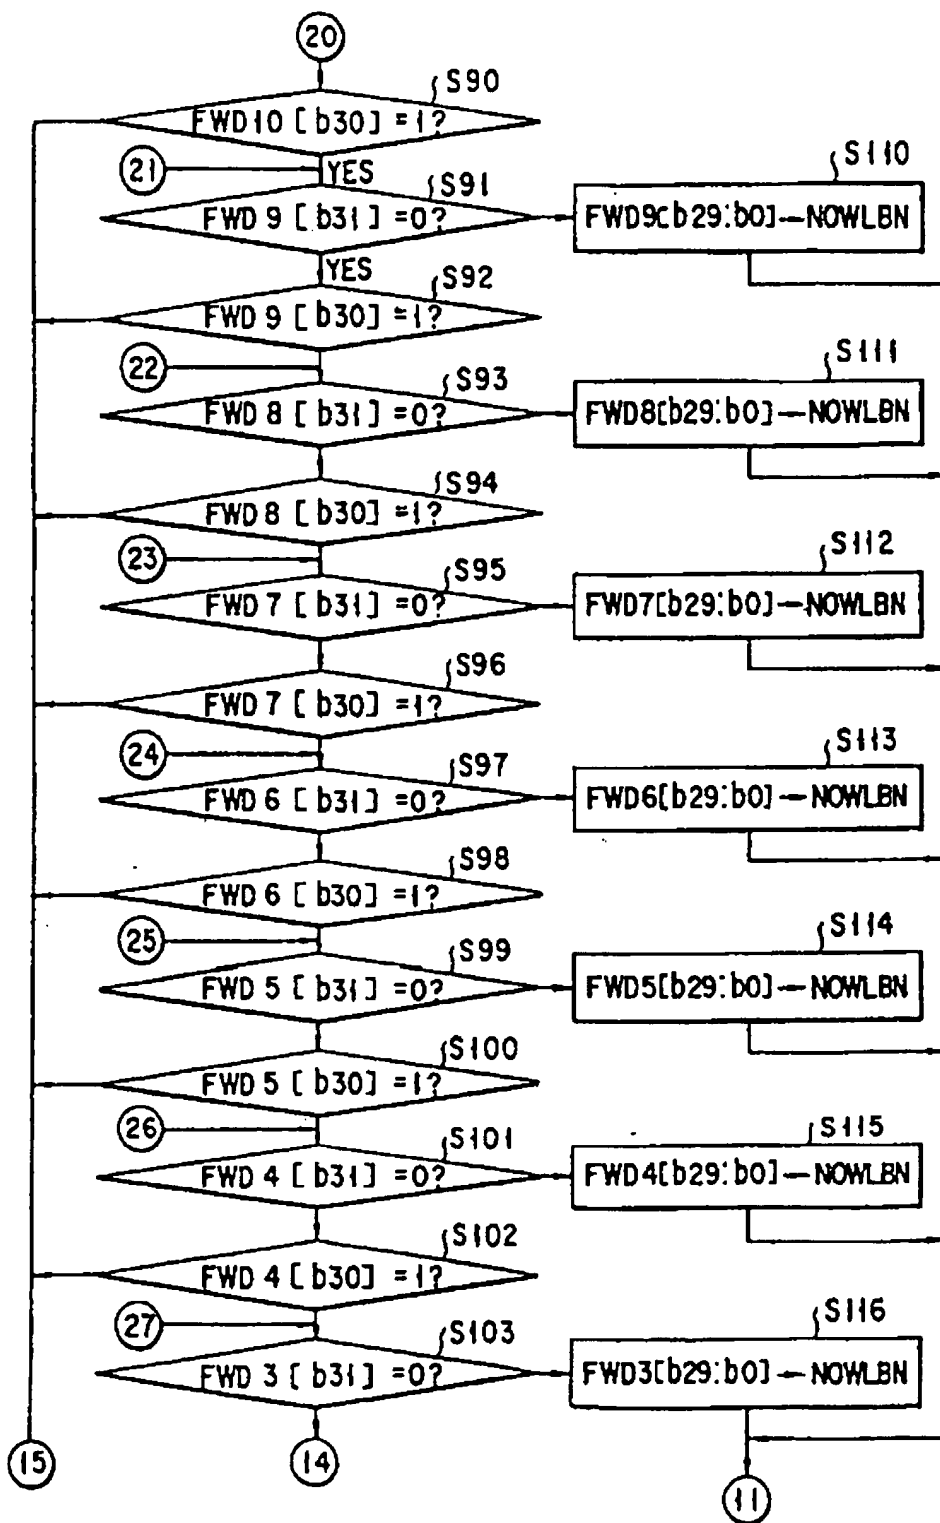 20
S90
FWD10 [b30] =1?
21
YES
S91
S110
FWD 9 [b31] =0?
FWD9[b29:b0] ← NOWLBN
YES
S92
FWD 9 [b30] =1?
22
S93
S111
FWD 8 [b31] =0?
FWD8[b29:b0] ← NOWLBN
S94
FWD 8 [b30] =1?
23
S95
S112
FWD 7 [b31] =0?
FWD7[b29:b0] ← NOWLBN
S96
FWD 7 [b30] =1?
24
S97
S113
FWD 6 [b31] =0?
FWD6[b29:b0] ← NOWLBN
S98
FWD 6 [b30] =1?
25
S99
S114
FWD 5 [b31] =0?
FWD5[b29:b0] ← NOWLBN
S100
FWD 5 [b30] =1?
26
S101
S115
FWD 4 [b31] =0?
FWD4[b29:b0] ← NOWLBN
S102
FWD 4 [b30] =1?
27
S103
S116
FWD 3 [b31] =0?
FWD3[b29:b0] ← NOWLBN
15
14
11